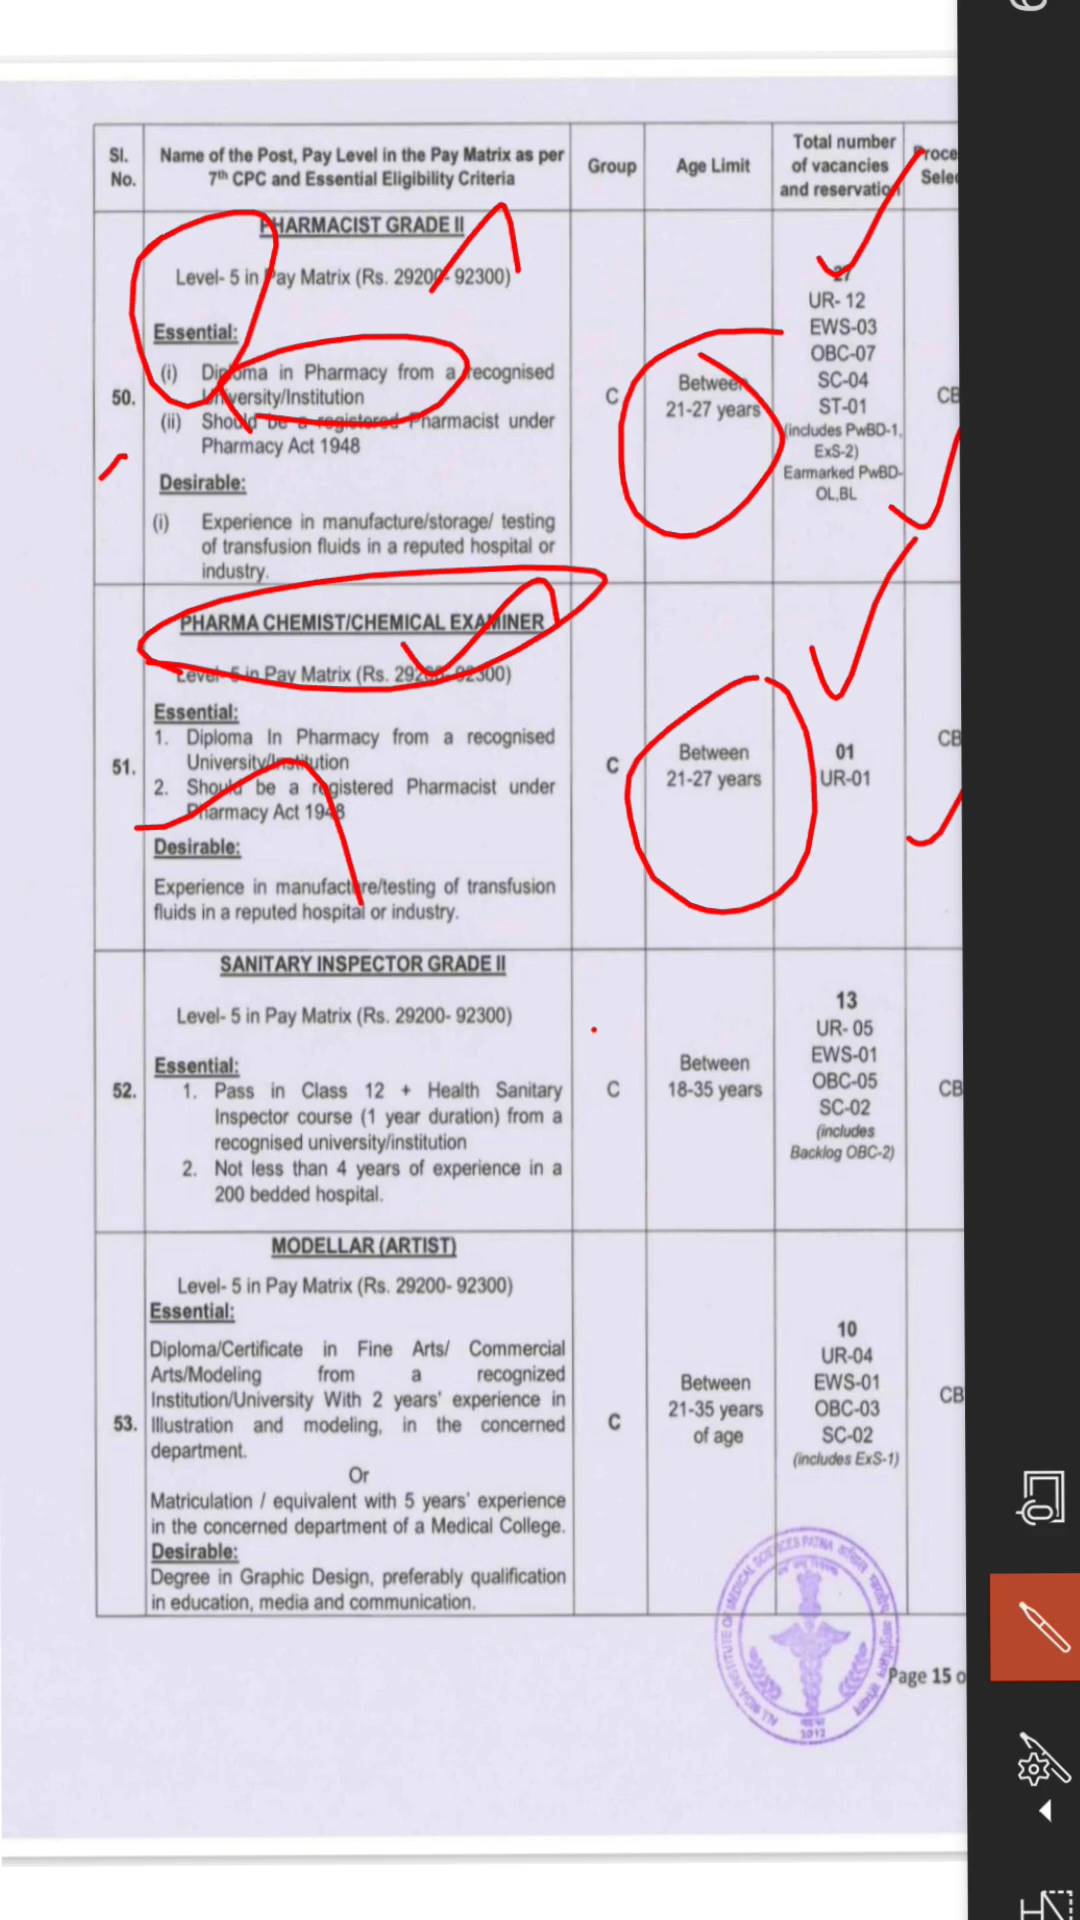 Sl.
No.
Name of the Post, Pay Level in the Pay Matrix as per
7th CPC and Essential Eligibility Criteria
Group
Age Limit
Total number
of vacancies
and reservation
Proce
Selec
50.
PHARMACIST GRADE II
Level- 5 in Pay Matrix (Rs. 29200- 92300)
Essential:
(i) Diploma in Pharmacy from a recognised
University/Institution
(ii) Should be a registered Pharmacist under
Pharmacy Act 1948
Desirable:
(i) Experience in manufacture/storage/ testing
of transfusion fluids in a reputed hospital or
industry.
C
Between
21-27 years
27
UR- 12
EWS-03
OBC-07
SC-04
ST-01
(includes PwBD-1,
ExS-2)
Earmarked PwBD-
OL,BL
CB
51.
PHARMA CHEMIST/CHEMICAL EXAMINER
Level- 5 in Pay Matrix (Rs. 29200- 92300)
Essential:
1. Diploma In Pharmacy from a recognised
University/Institution
2. Should be a registered Pharmacist under
Pharmacy Act 1948
Desirable:
Experience in manufacture/testing of transfusion
fluids in a reputed hospital or industry.
C
Between
21-27 years
01
UR-01
CB
52.
SANITARY INSPECTOR GRADE II
Level- 5 in Pay Matrix (Rs. 29200- 92300)
Essential:
1. Pass in Class 12 + Health Sanitary
Inspector course (1 year duration) from a
recognised university/institution
2. Not less than 4 years of experience in a
200 bedded hospital.
C
Between
18-35 years
13
UR- 05
EWS-01
OBC-05
SC-02
(includes
Backlog OBC-2)
CB
53.
MODELLAR (ARTIST)
Level- 5 in Pay Matrix (Rs. 29200- 92300)
Essential:
Diploma/Certificate in Fine Arts/ Commercial
Arts/Modeling from a recognized
Institution/University With 2 years' experience in
Illustration and modeling, in the concerned
department.
Or
Matriculation / equivalent with 5 years' experience
in the concerned department of a Medical College.
Desirable:
Degree in Graphic Design, preferably qualification
in education, media and communication.
C
Between
21-35 years
of age
10
UR-04
EWS-01
OBC-03
SC-02
(includes ExS-1)
CB
ALL INDIA INSTITUTE OF MEDICAL SCIENCES PATNA
2012
Page 15 o